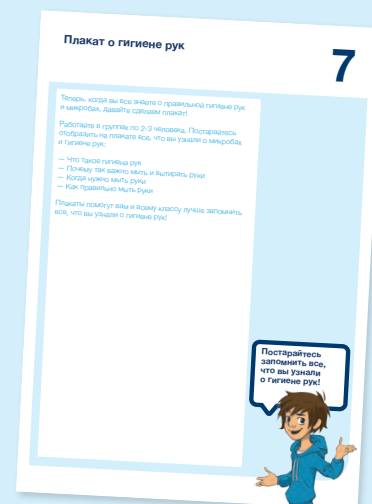 Плакат о гигиене рук
7
Теперь, когда вы все знаете о правильной гигиене рук
и микробах, давайте сделаем плакат!
Работайте в группах по 2-3 человека. Постарайтесь
отобразить на плакате все, что вы узнали о микробах
и гигиене рук:
— Что такое гигиена рук
— Почему так важно мыть и вытирать руки
— Когда нужно мыть руки
— Как правильно мыть руки
Плакаты помогут вам и всему классу лучше запомнить
все, что вы узнали о гигиене рук!
Постарайтесь
запомнить все,
что вы узнали
о гигиене рук!